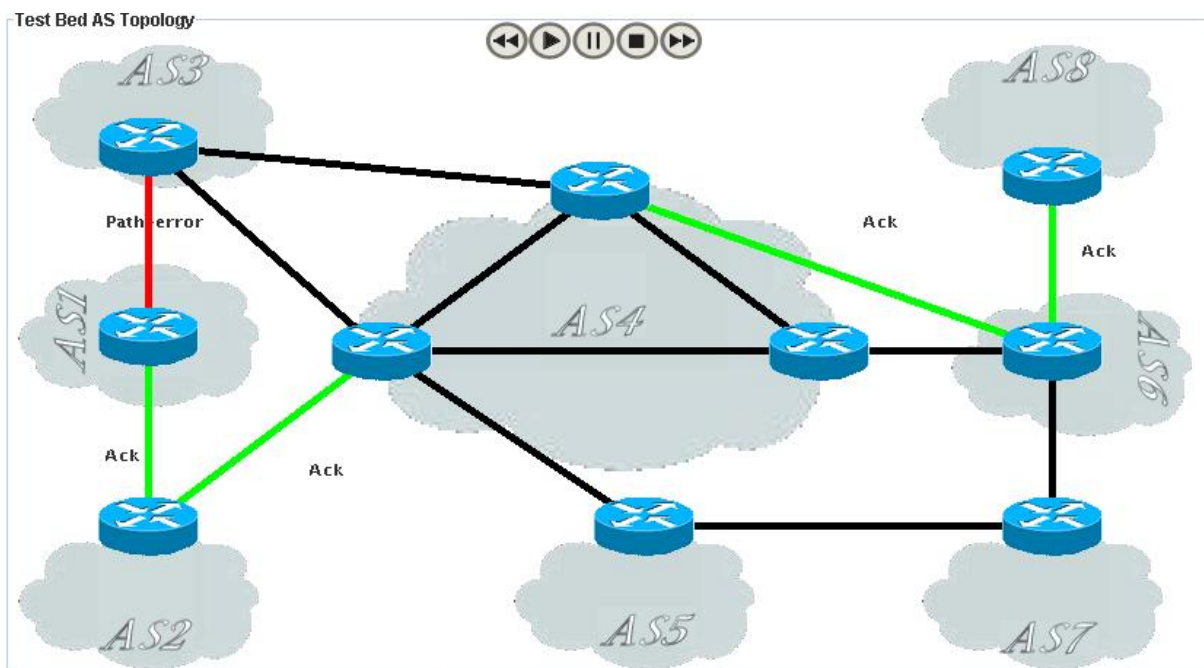 Test Bed AS Topology
AS3
AS8
Path-error
Ack
Ack
AS1
AS4
AS6
Ack
Ack
AS2
AS5
AS7